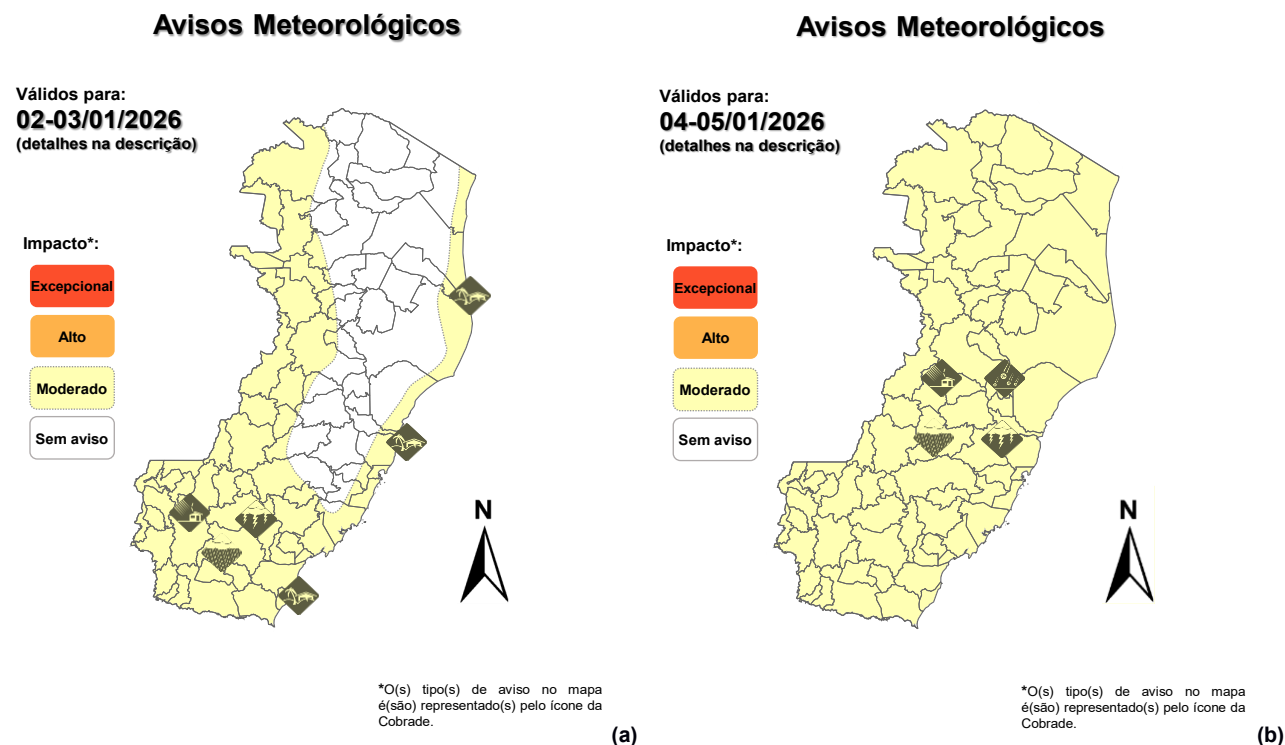 Avisos Meteorológicos
Válidos para:
02-03/01/2026
(detalhes na descrição)
Impacto*:
Excepcional
Alto
Moderado
Sem aviso
N
*O(s) tipo(s) de aviso no mapa
é(são) representado(s) pelo ícone da
Cobrade.
(a)
Avisos Meteorológicos
Válidos para:
04-05/01/2026
(detalhes na descrição)
Impacto*:
Excepcional
Alto
Moderado
Sem aviso
N
*O(s) tipo(s) de aviso no mapa
é(são) representado(s) pelo ícone da
Cobrade.
(b)